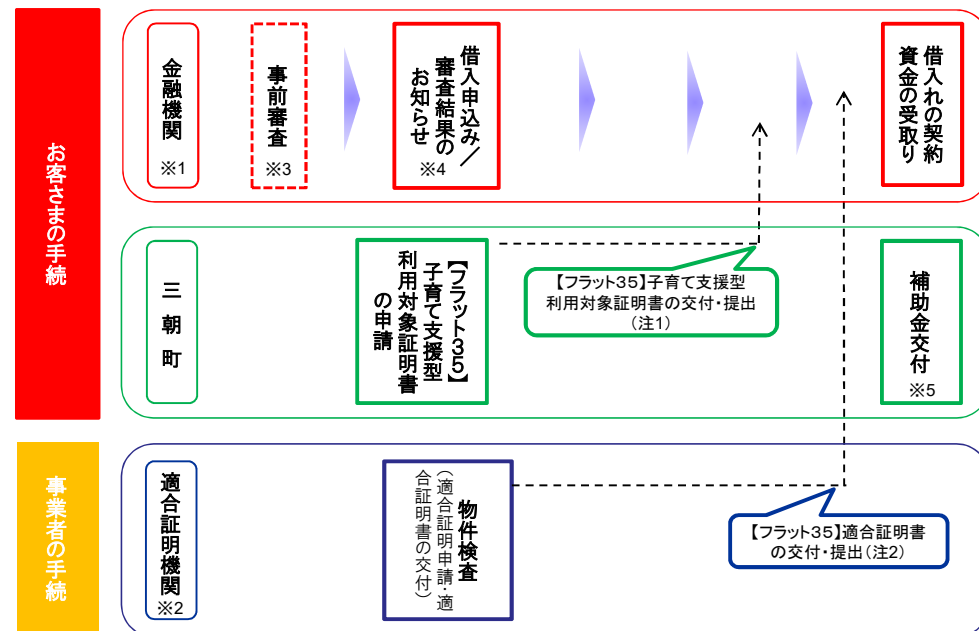 お客さまの手続
金融機関
※1
事前審査
※3
借入申込み／
審査結果の
お知らせ
※4
借入れの契約
資金の受取り
三朝町
【フラット35】
子育て支援型
利用対象証明書
の申請
【フラット35】子育て支援型
利用対象証明書の交付・提出
（注1）
補助金交付
※5
事業者の手続
適合証明機関
※2
物件検査
（適合証明申請・適
合証明書の交付）
【フラット35】適合証明書
の交付・提出（注2）